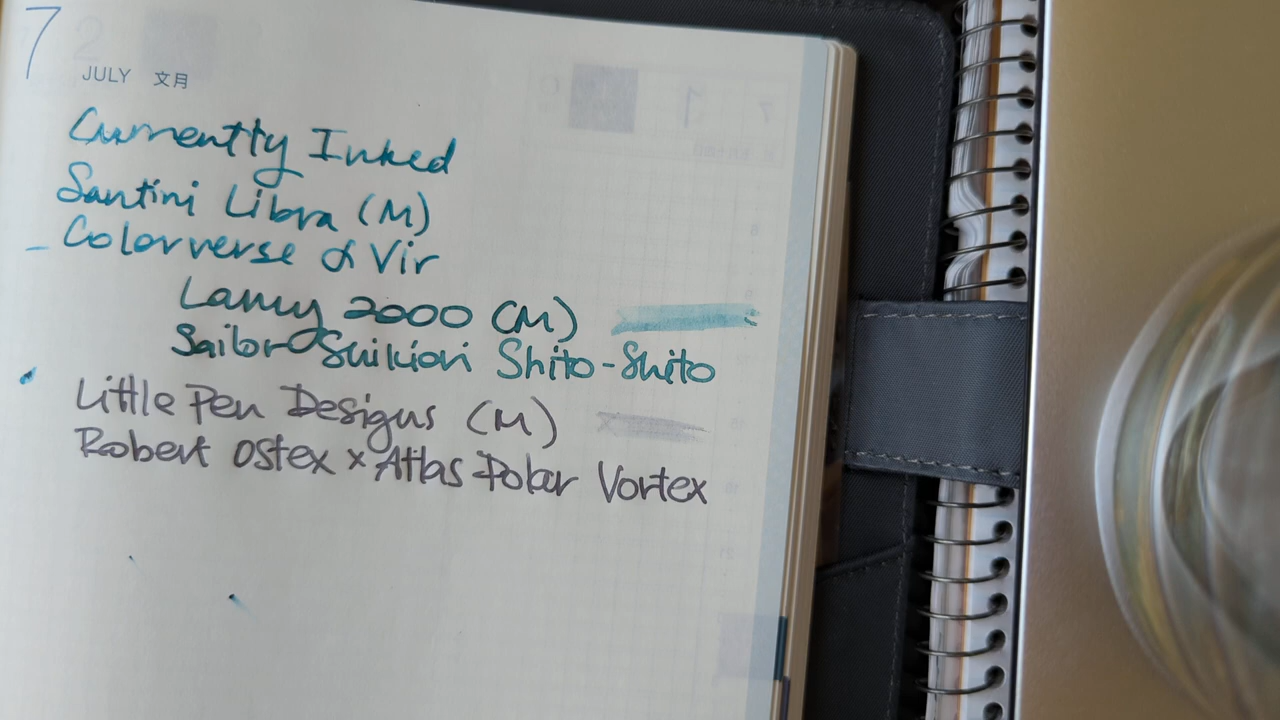 7
JULY 文月
Currently Inked
Santini Libra (M)
Colorverse α Vir
Lamy 2000 (M)
Sailor Shikiori Shito-Shito
Little Pen Designs (M)
Robert Oster x Atlas Polar Vortex